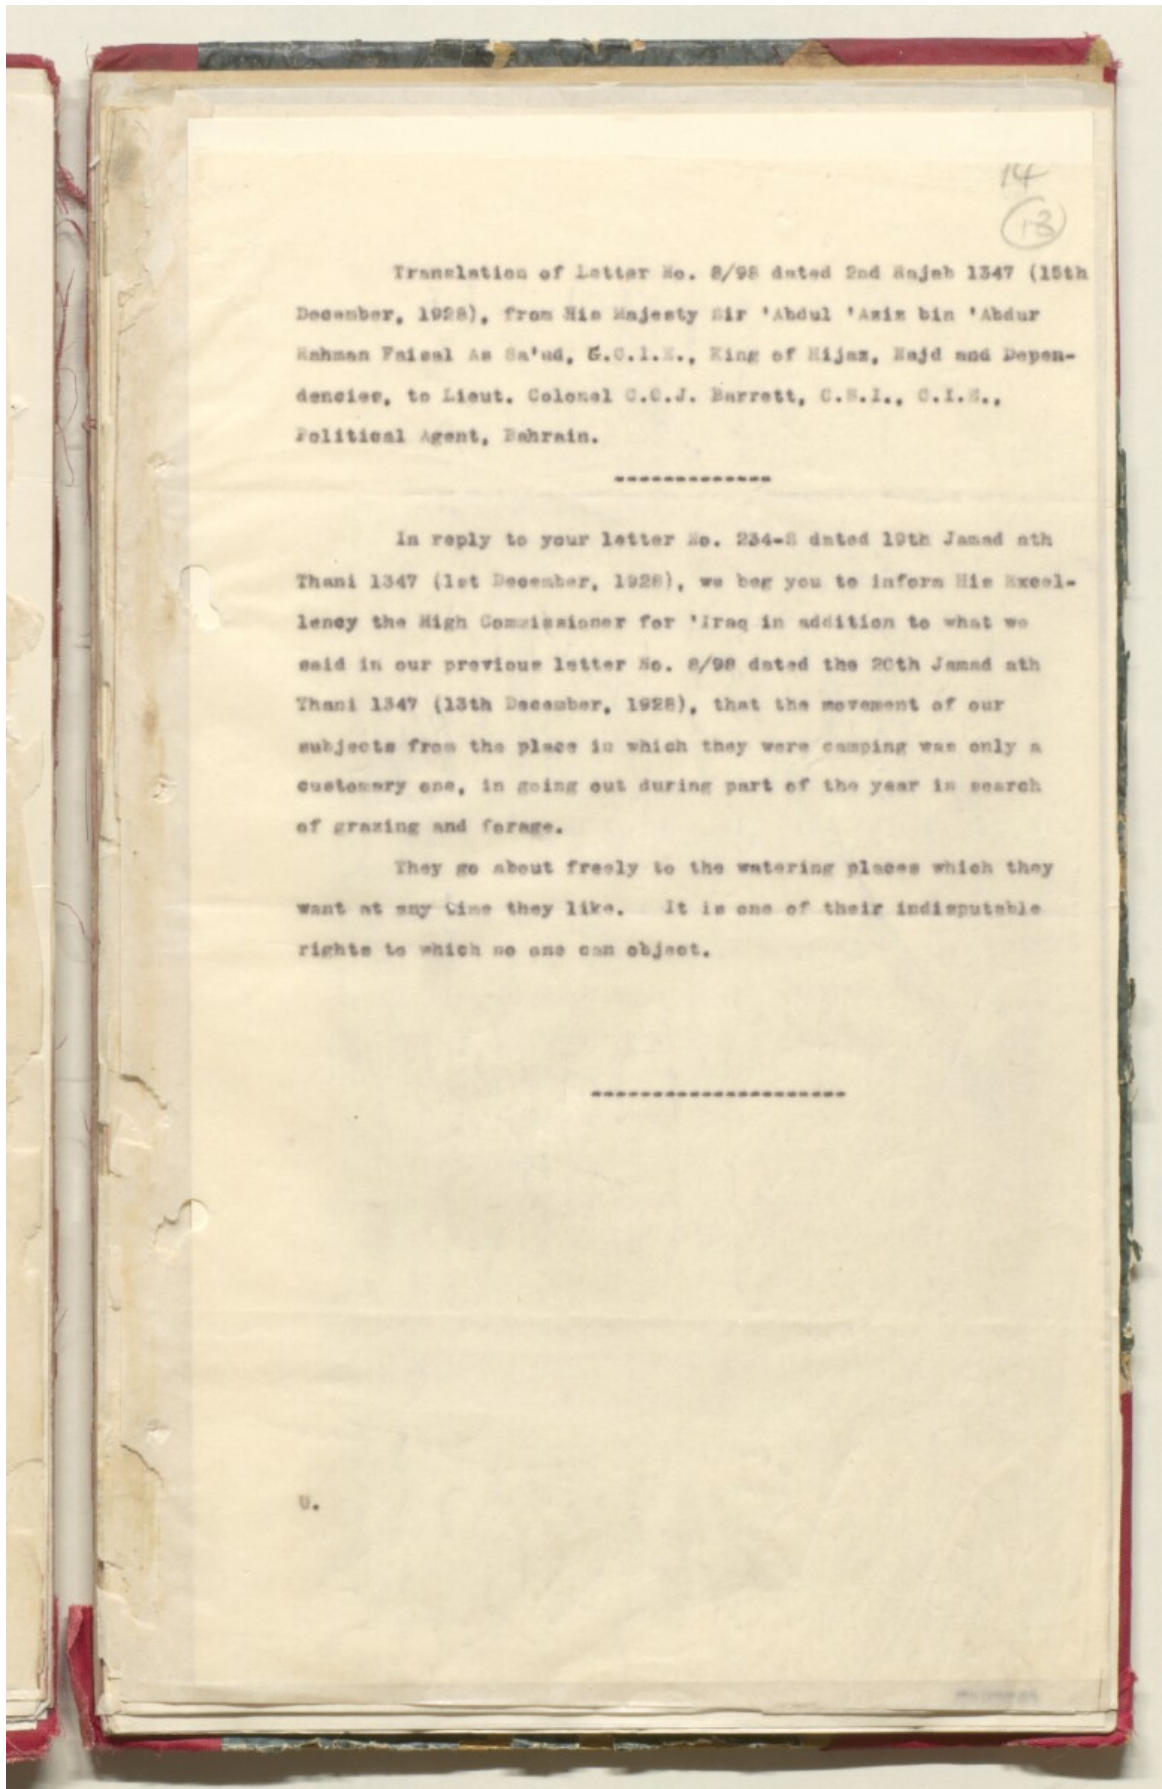 14
13
Translation of Letter No. 8/98 dated 2nd Rajab 1347 (15th
December, 1928), from His Majesty Sir 'Abdul 'Aziz bin 'Abdur
Rahman Faisal As Sa'ud, G.C.I.E., King of Hijaz, Najd and Depen-
dencies, to Lieut. Colonel C.C.J. Barrett, C.S.I., C.I.E.,
Political Agent, Bahrain.
-------------
In reply to your letter No. 234-S dated 19th Jamad ath
Thani 1347 (1st December, 1928), we beg you to inform His Excel-
lency the High Commissioner for 'Iraq in addition to what we
said in our previous letter No. 8/98 dated the 20th Jamad ath
Thani 1347 (13th December, 1928), that the movement of our
subjects from the place in which they were camping was only a
customary one, in going out during part of the year in search
of grazing and forage.
They go about freely to the watering places which they
want at any time they like. It is one of their indisputable
rights to which no one can object.
---------------------
U.